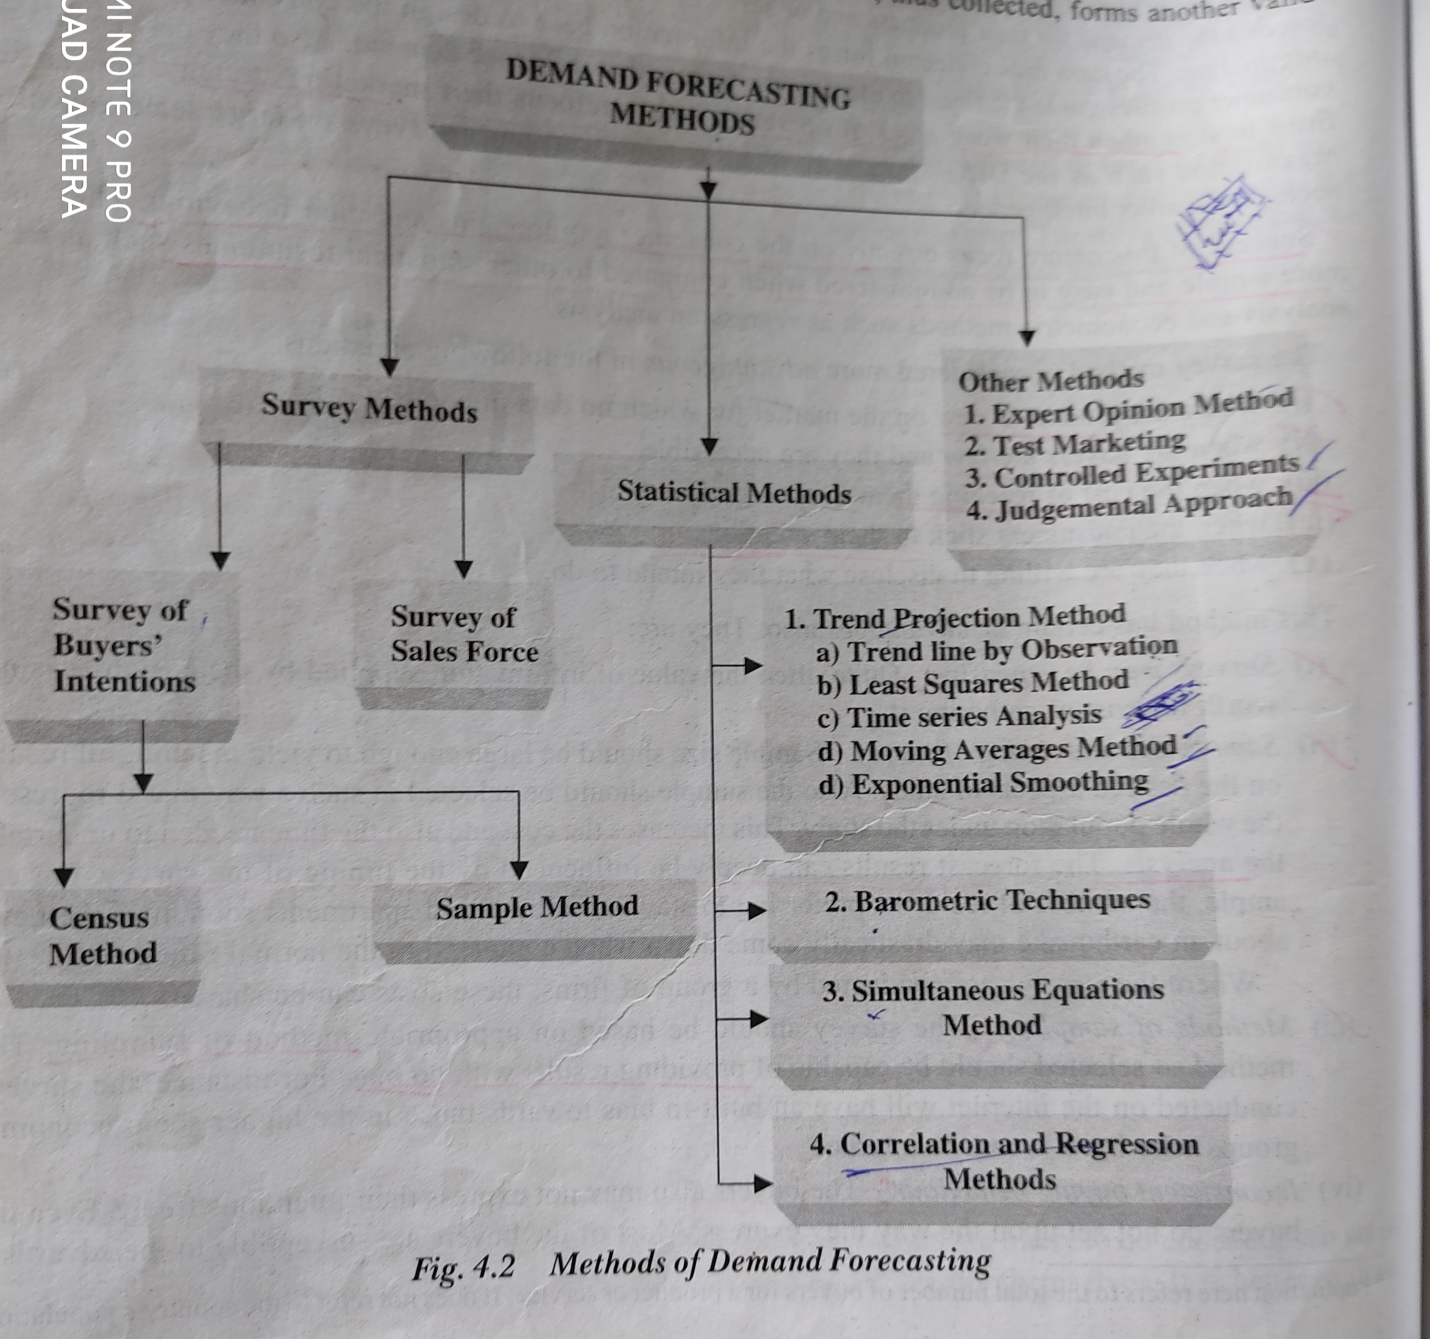 collected, forms another
MI NOTE 9 PRO
UAD CAMERA
DEMAND FORECASTING
METHODS
Survey Methods
Statistical Methods
Other Methods
1. Expert Opinion Method
2. Test Marketing
3. Controlled Experiments
4. Judgemental Approach
Survey of
Buyers’
Intentions
Survey of
Sales Force
Census
Method
Sample Method
1. Trend Projection Method
a) Trend line by Observation
b) Least Squares Method
c) Time series Analysis
d) Moving Averages Method
d) Exponential Smoothing
2. Barometric Techniques
3. Simultaneous Equations
Method
4. Correlation and Regression
Methods
Fig. 4.2 Methods of Demand Forecasting